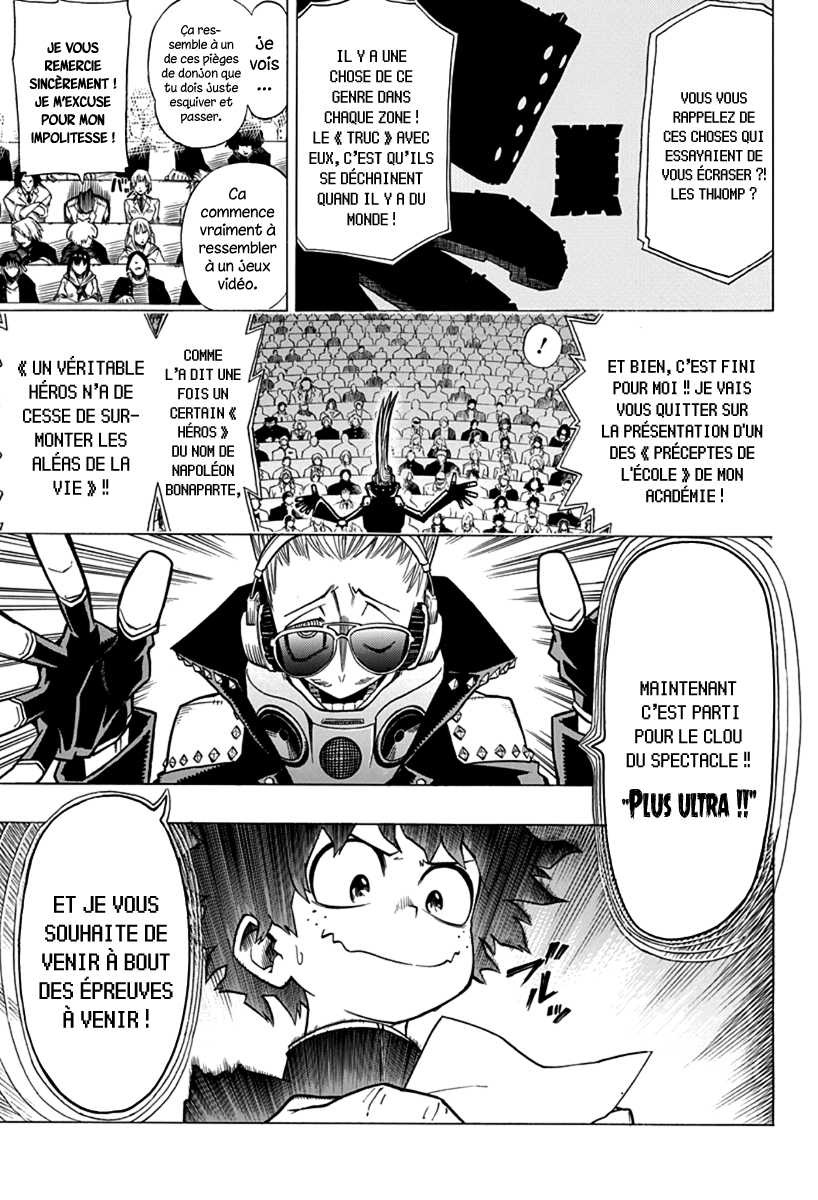 VOUS VOUS
RAPPELEZ DE
CES CHOSES QUI
ESSAYAIENT DE
VOUS ÉCRASER ?!
LES THWOMP ?
IL Y A UNE
CHOSE DE CE
GENRE DANS
CHAQUE ZONE !
LE « TRUC » AVEC
EUX, C'EST QU'ILS
SE DÉCHAINENT
QUAND IL Y A DU
MONDE !
je
vois
...
Ça res-
semble à un
de ces pièges
de donjon que
tu dois juste
esquiver et
passer.
JE VOUS
REMERCIE
SINCÈREMENT !
JE M'EXCUSE
POUR MON
IMPOLITESSE !
Ca
commence
vraiment à
ressembler
à un jeux
vidéo.
ET BIEN, C'EST FINI
POUR MOI !! JE VAIS
VOUS QUITTER SUR
LA PRÉSENTATION D'UN
DES « PRÉCEPTES DE
L'ÉCOLE » DE MON
ACADÉMIE !
!
COMME
L'A DIT UNE
FOIS UN
CERTAIN «
HÉROS »
DU NOM DE
NAPOLÉON
BONAPARTE,
« UN VÉRITABLE
HÉROS N'A DE
CESSE DE SUR-
MONTER LES
ALÉAS DE LA
VIE » !!
MAINTENANT
C'EST PARTI
POUR LE CLOU
DU SPECTACLE !!
"PLUS ULTRA !!"
ET JE VOUS
SOUHAITE DE
VENIR À BOUT
DES ÉPREUVES
À VENIR !